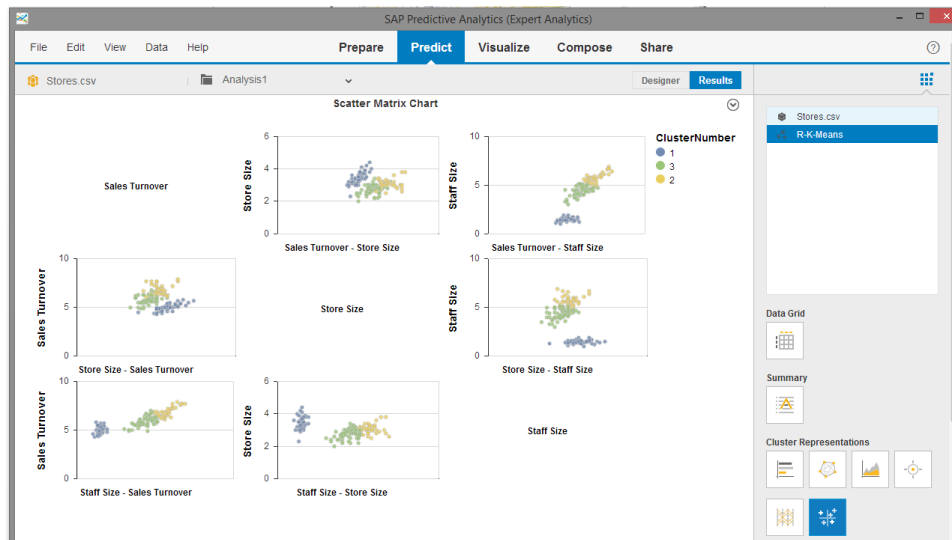 SAP Predictive Analytics (Expert Analytics)
File Edit View Data Help Prepare Predict Visualize Compose Share
Stores.csv Analysis1 Designer Results
Scatter Matrix Chart
Sales Turnover
Store Size
6
4
2
0
Sales Turnover - Store Size
Staff Size
10
5
0
Sales Turnover - Staff Size
ClusterNumber
1
3
2
Sales Turnover
10
5
0
Store Size - Sales Turnover
Store Size
Staff Size
10
5
0
Store Size - Staff Size
Sales Turnover
10
5
0
Staff Size - Sales Turnover
Store Size
6
4
2
0
Staff Size - Store Size
Staff Size
Stores.csv
R-K-Means
Data Grid
Summary
Cluster Representations